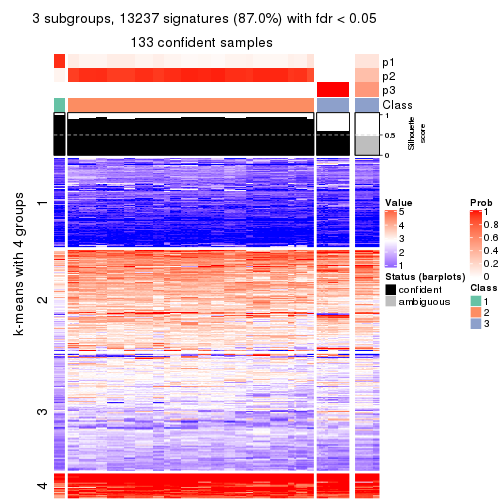 3 subgroups, 13237 signatures (87.0%) with fdr < 0.05
133 confident samples
p1
p2
p3
Class
1
0.5
0
Silhouette
score
k-means with 4 groups
1
2
3
4
Value
5
4
3
2
1
Status (barplots)
confident
ambiguous
Prob
1
0.8
0.6
0.4
0.2
0
Class
1
2
3